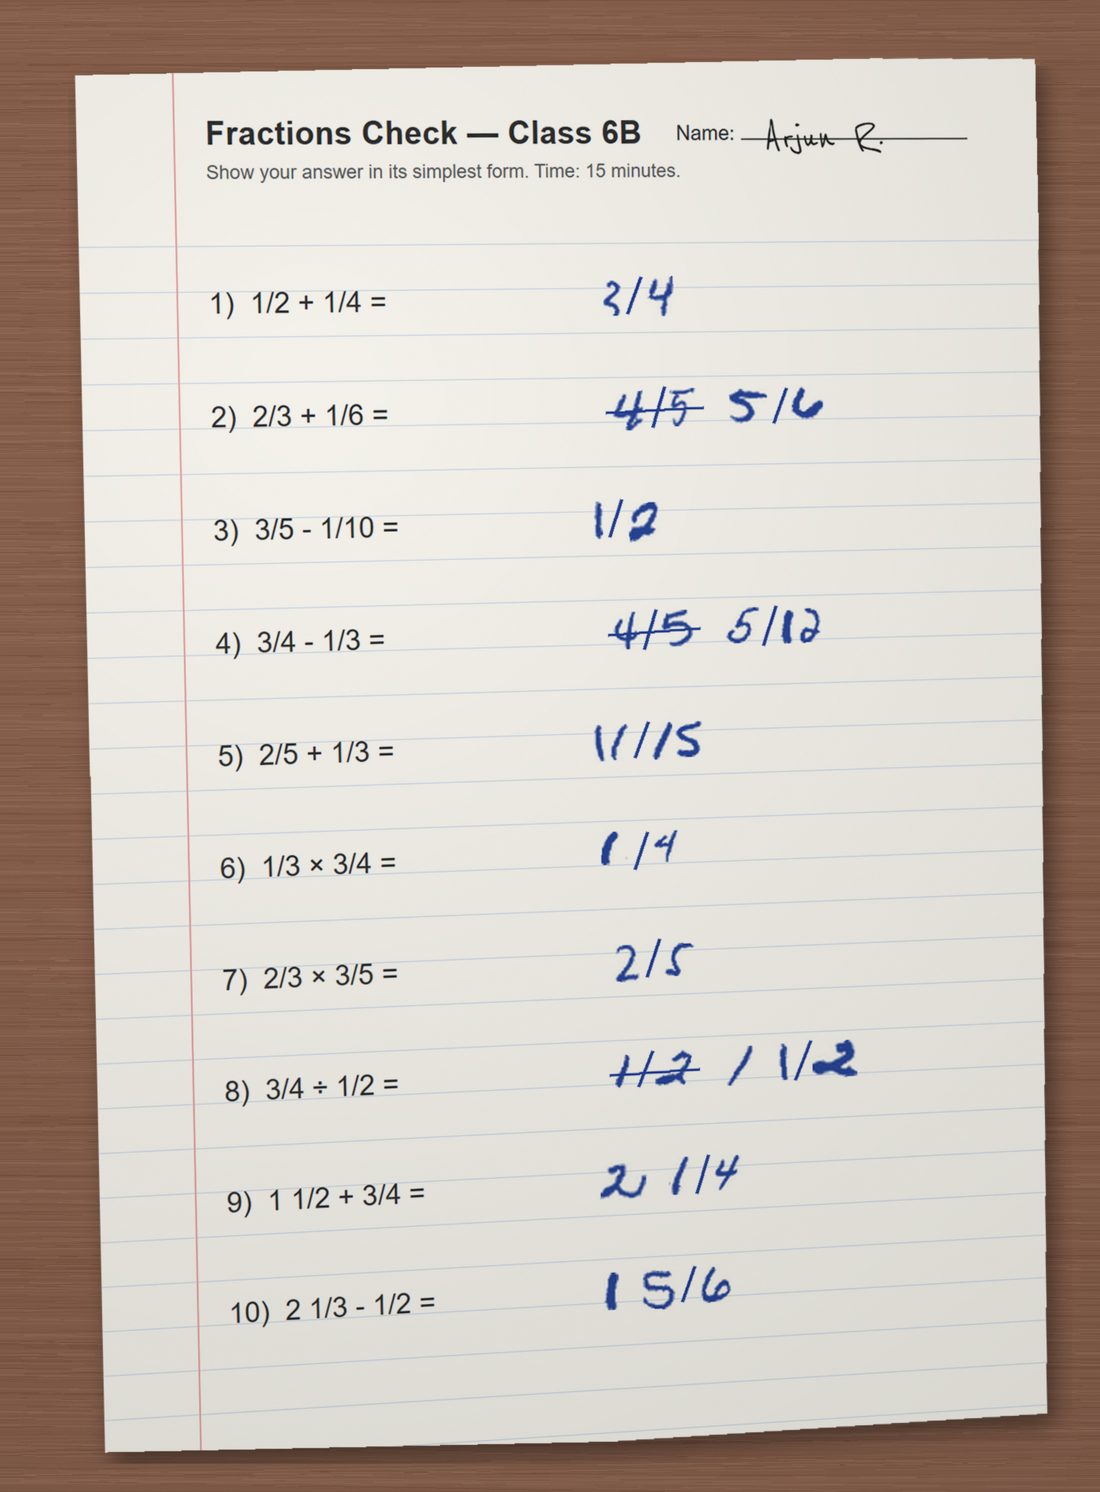 Fractions Check — Class 6B Name: Arjun R.
Show your answer in its simplest form. Time: 15 minutes.
1) 1/2 + 1/4 = 3/4
2) 2/3 + 1/6 = 4/5 5/6
3) 3/5 - 1/10 = 1/2
4) 3/4 - 1/3 = 4/5 5/12
5) 2/5 + 1/3 = 11/15
6) 1/3 × 3/4 = 1/4
7) 2/3 × 3/5 = 2/5
8) 3/4 ÷ 1/2 = 1/2 1 1/2
9) 1 1/2 + 3/4 = 2 1/4
10) 2 1/3 - 1/2 = 1 5/6